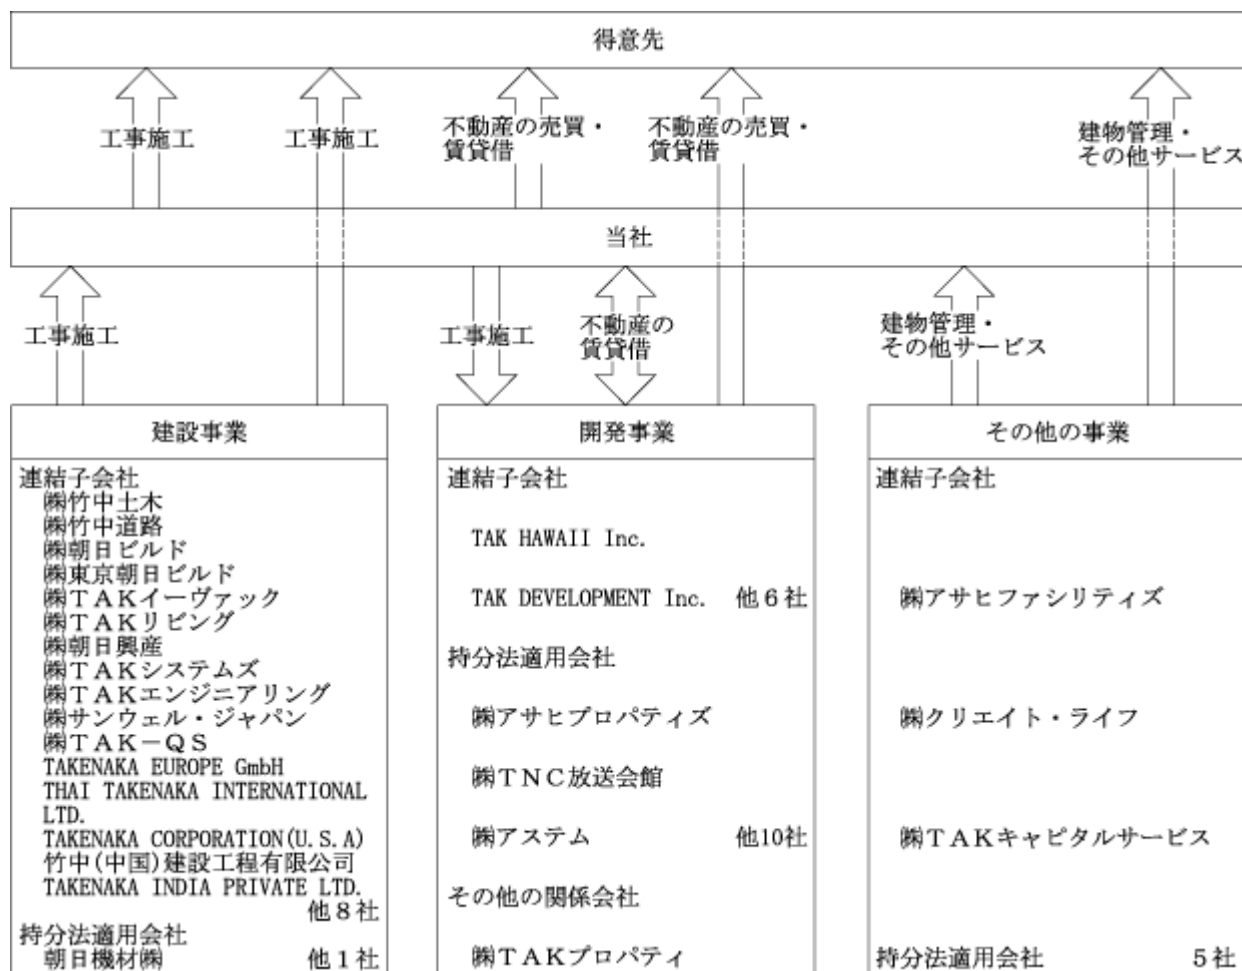 得意先
工事施工
工事施工
不動産の売買・
賃貸借
不動産の売買・
賃貸借
建物管理・
その他サービス
当社
工事施工
工事施工
不動産の
賃貸借
建物管理・
その他サービス
建設事業
連結子会社
㈱竹中土木
㈱竹中道路
㈱朝日ビルド
㈱東京朝日ビルド
㈱TAKイーヴァック
㈱TAKリビング
㈱朝日興産
㈱TAKシステムズ
㈱TAKエンジニアリング
㈱サンウェル・ジャパン
㈱TAK－QS
TAKENAKA EUROPE GmbH
THAI TAKENAKA INTERNATIONAL
LTD.
TAKENAKA CORPORATION(U.S.A)
竹中(中国)建設工程有限公司
TAKENAKA INDIA PRIVATE LTD.
他８社
持分法適用会社
朝日機材㈱ 他１社
開発事業
連結子会社
TAK HAWAII Inc.
TAK DEVELOPMENT Inc. 他６社
持分法適用会社
㈱アサヒプロパティズ
㈱TNC放送会館
㈱アステム 他10社
その他の関係会社
㈱TAKプロパティ
その他の事業
連結子会社
㈱アサヒファシリティズ
㈱クリエイト・ライフ
㈱TAKキャピタルサービス
持分法適用会社 ５社